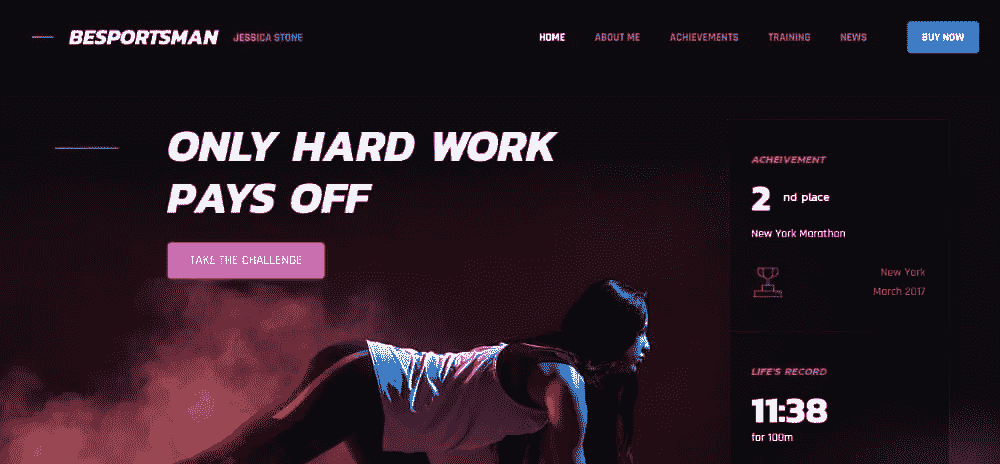 BESPORTSMAN JESSICA STONE HOME ABOUT ME ACHIEVEMENTS TRAINING NEWS BUY NOW
ONLY HARD WORK
PAYS OFF
TAKE THE CHALLENGE
ACHEIVEMENT
2 nd place
New York Marathon
New York
March 2017
LIFE'S RECORD
11:38
for 100m